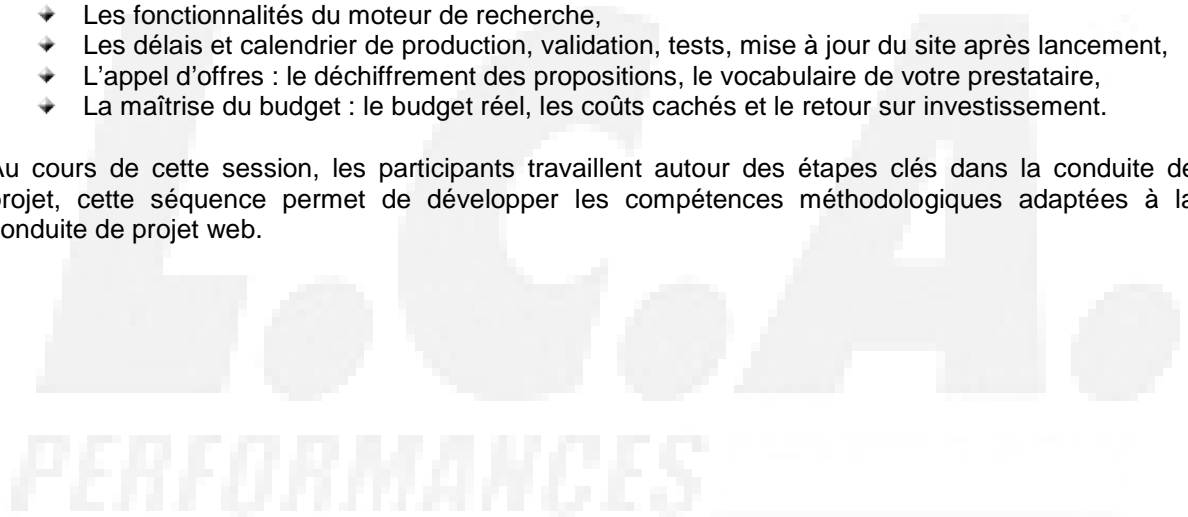 Les fonctionnalités du moteur de recherche,
Les délais et calendrier de production, validation, tests, mise à jour du site après lancement,
L'appel d'offres : le déchiffrement des propositions, le vocabulaire de votre prestataire,
La maîtrise du budget : le budget réel, les coûts cachés et le retour sur investissement.
Au cours de cette session, les participants travaillent autour des étapes clés dans la conduite de
projet, cette séquence permet de développer les compétences méthodologiques adaptées à la
conduite de projet web.
L.C.A.
PERFORMANCES